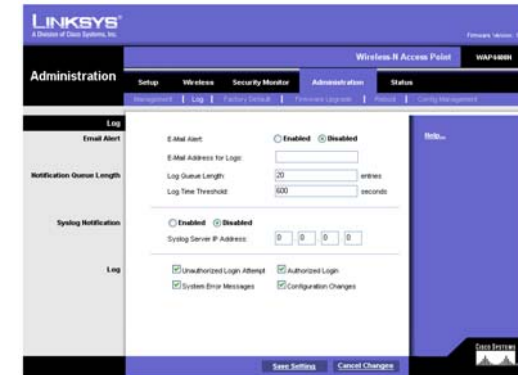 LINKSYS®
A Division of Cisco Systems, Inc.
Firmware Version:
Wireless-N Access Point
Administration
Setup
Wireless
Security Monitor
Administration
Status
Management
Log
Factory Default
Firmware Upgrade
Reboot
Config Management
Log
Email Alert
E-Mail Alert:
Enabled
Disabled
Help...
E-Mail Address for Logs:
Notification Queue Length
Log Queue Length:
20
entries
Log Time Threshold:
600
seconds
Syslog Notification
Enabled
Disabled
Syslog Server IP Address:
0 . 0 . 0 . 0
Log
Unauthorized Login Attempt
Authorized Login
System Error Messages
Configuration Changes
CISCO SYSTEMS
Save Setting
Cancel Changes